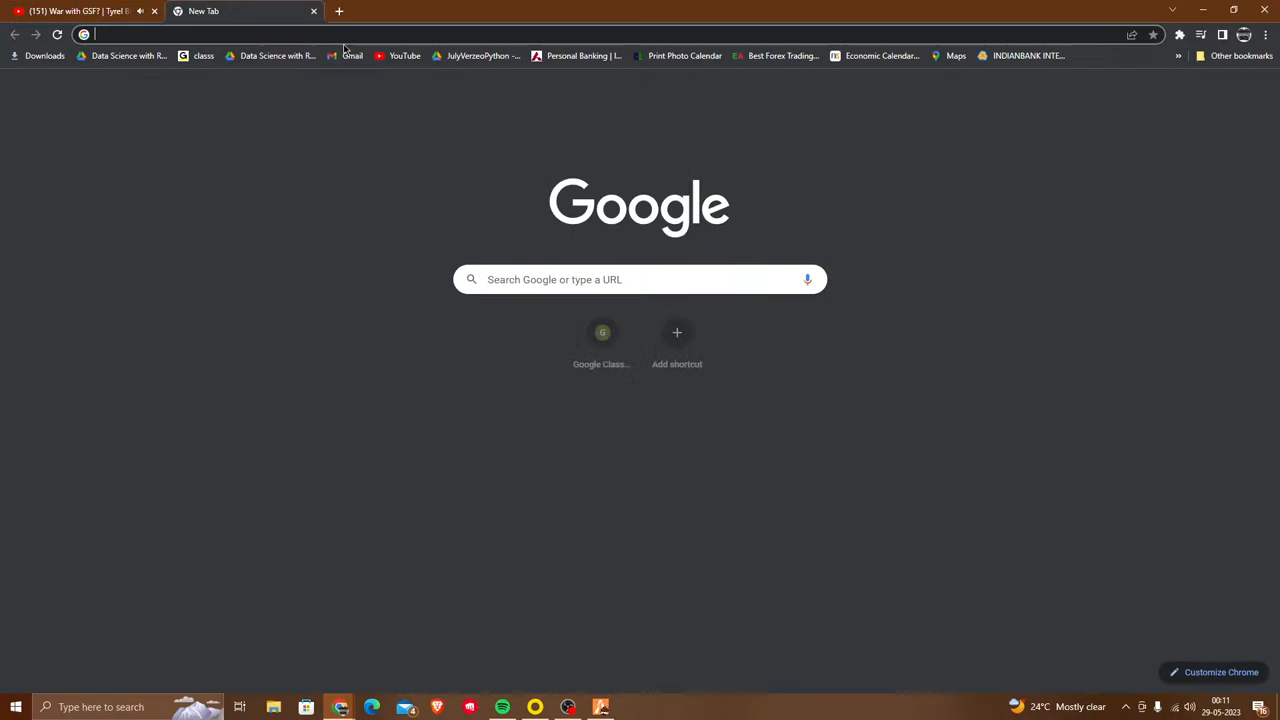 (151) War with GSF? | Tyrel B
New Tab
Downloads
Data Science with R...
classs
Data Science with R...
Gmail
YouTube
JulyVerzeoPython -...
Personal Banking | I...
Print Photo Calendar
EA
Best Forex Trading...
Economic Calendar...
Maps
INDIANBANK INTE...
»
Other bookmarks
Google
Search Google or type a URL
G
Google Class...
Add shortcut
Customize Chrome
Type here to search
4
24°C Mostly clear
00:11
29-05-2023